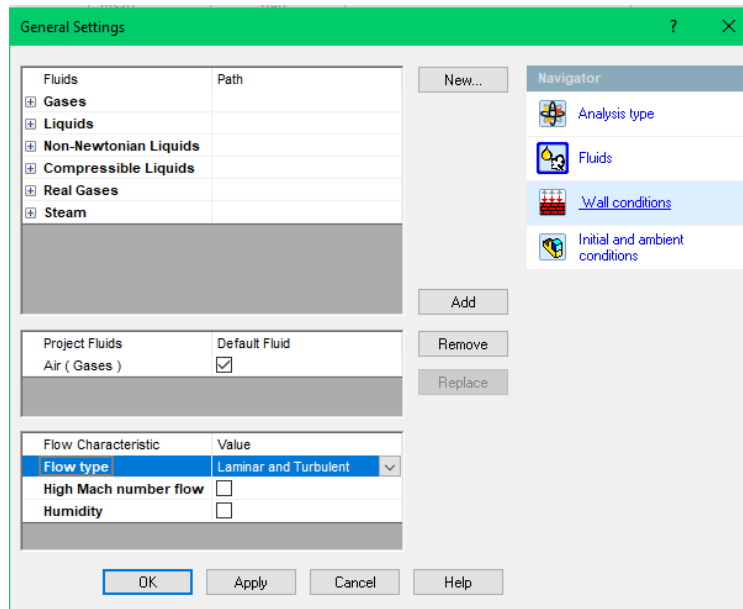 General Settings
Fluids Path
Gases
Liquids
Non-Newtonian Liquids
Compressible Liquids
Real Gases
Steam
New...
Add
Project Fluids Default Fluid
Air ( Gases )
Remove
Replace
Flow Characteristic Value
Flow type Laminar and Turbulent
High Mach number flow
Humidity
OK Apply Cancel Help
Navigator
Analysis type
Fluids
Wall conditions
Initial and ambient
conditions